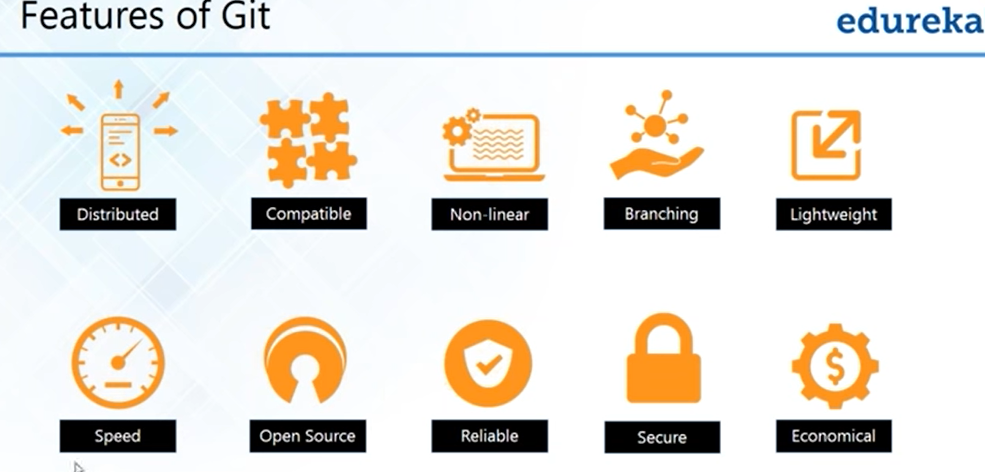 Features of Git
edureka
Distributed
Compatible
Non-linear
Branching
Lightweight
Speed
Open Source
Reliable
Secure
Economical